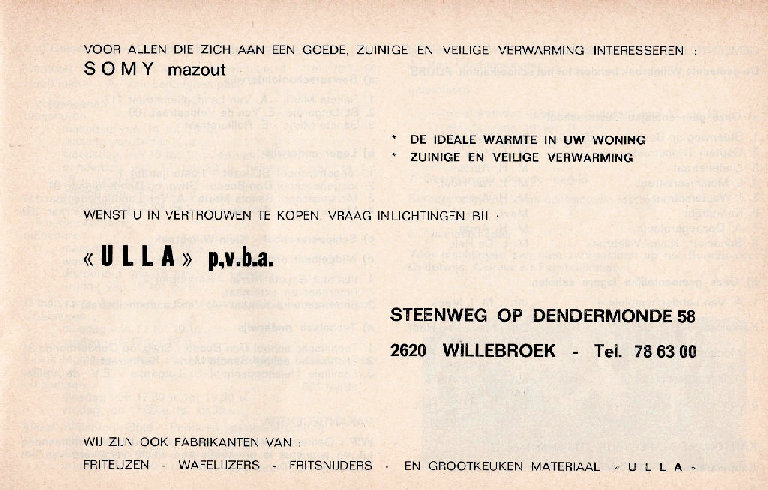 VOOR ALLEN DIE ZICH AAN EEN GOEDE, ZUINIGE EN VEILIGE VERWARMING INTERESSEREN :
SOMY mazout
* DE IDEALE WARMTE IN UW WONING
* ZUINIGE EN VEILIGE VERWARMING
WENST U IN VERTROUWEN TE KOPEN, VRAAG INLICHTINGEN BIJ :
« ULLA » p.v.b.a.
STEENWEG OP DENDERMONDE 58
2620 WILLEBROEK - Tel. 78 63 00
WIJ ZIJN OOK FABRIKANTEN VAN :
FRITEUZEN - WAFELIJZERS - FRITSNIJDERS - EN GROOTKEUKEN MATERIAAL « ULLA »